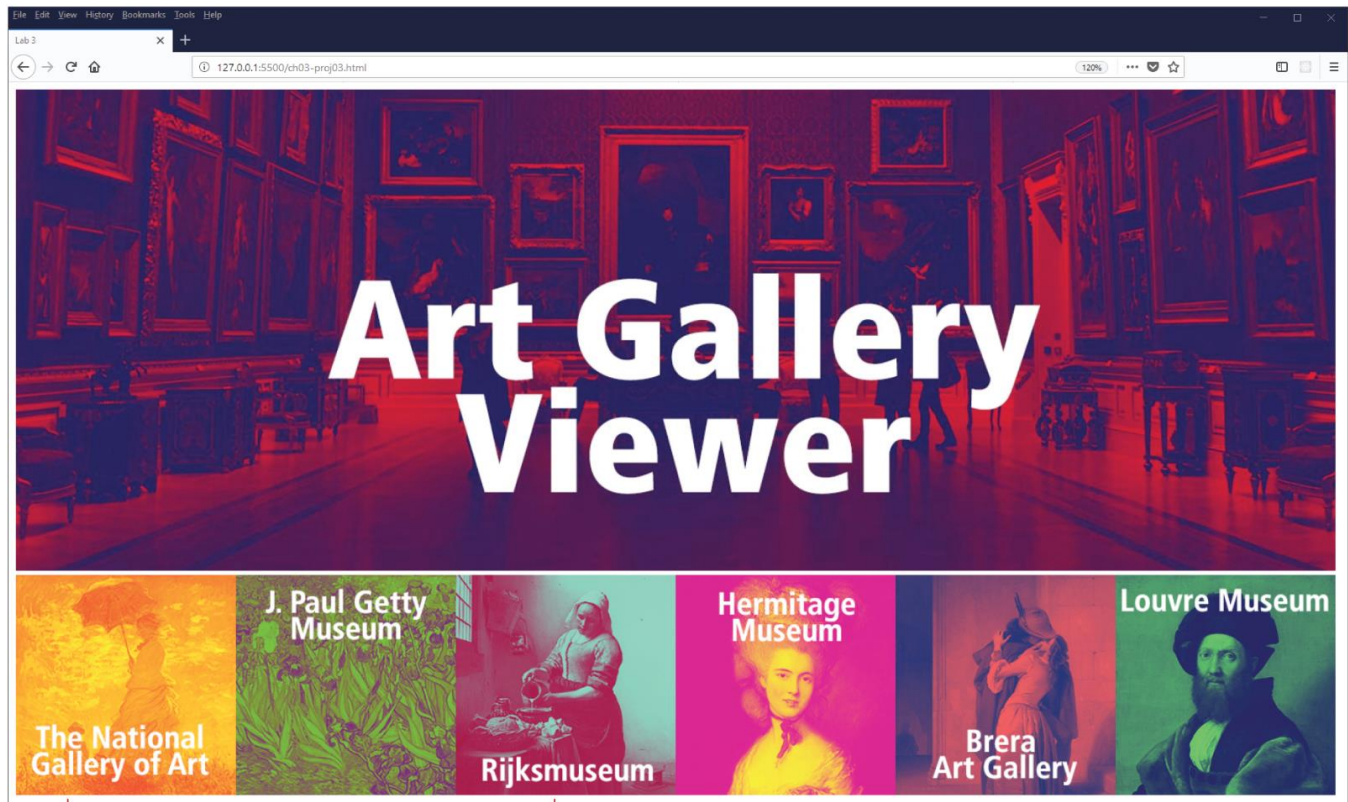 File Edit View History Bookmarks Tools Help
Lab 3
127.0.0.1:5500/ch03-proj03.html
120%
Art Gallery
Viewer
The National
Gallery of Art
J. Paul Getty
Museum
Rijksmuseum
Hermitage
Museum
Brera
Art Gallery
Louvre Museum